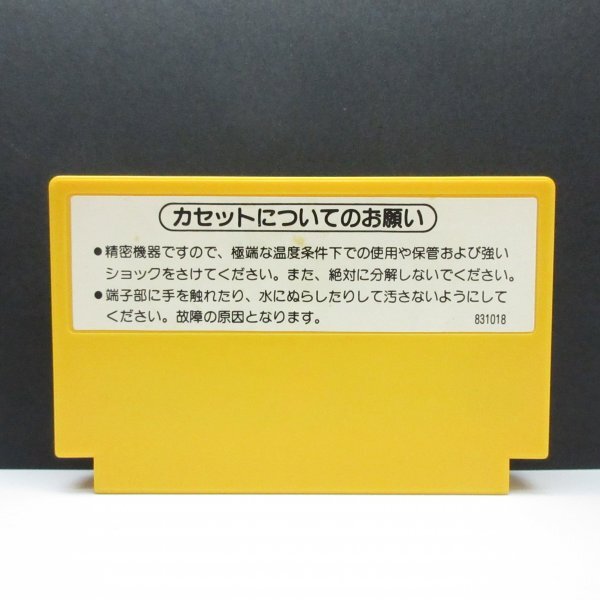 カセットについてのお願い
●精密機器ですので、極端な温度条件下での使用や保管および強い
ショックをさけてください。また、絶対に分解しないでください。
●端子部に手を触れたり、水にぬらしたりして汚さないようにして
ください。故障の原因となります。
831018